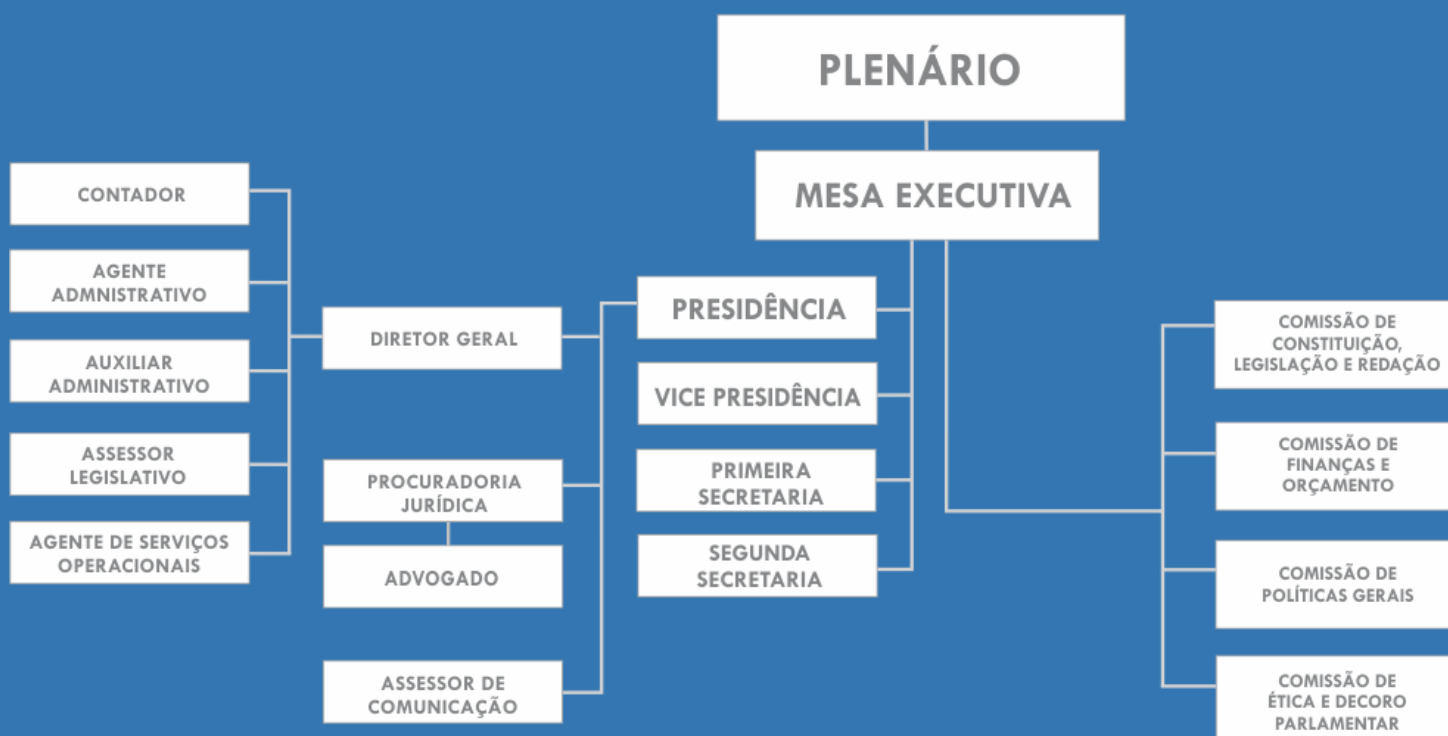 PLENÁRIO
MESA EXECUTIVA
CONTADOR
AGENTE
ADMNISTRATIVO
AUXILIAR
ADMINISTRATIVO
ASSESSOR
LEGISLATIVO
AGENTE DE SERVIÇOS
OPERACIONAIS
DIRETOR GERAL
PROCURADORIA
JURÍDICA
ADVOGADO
ASSESSOR DE
COMUNICAÇÃO
PRESIDÊNCIA
VICE PRESIDÊNCIA
PRIMEIRA
SECRETARIA
SEGUNDA
SECRETARIA
COMISSÃO DE
CONSTITUIÇÃO,
LEGISLAÇÃO E REDAÇÃO
COMISSÃO DE
FINANÇAS E
ORÇAMENTO
COMISSÃO DE
POLÍTICAS GERAIS
COMISSÃO DE
ÉTICA E DECORO
PARLAMENTAR